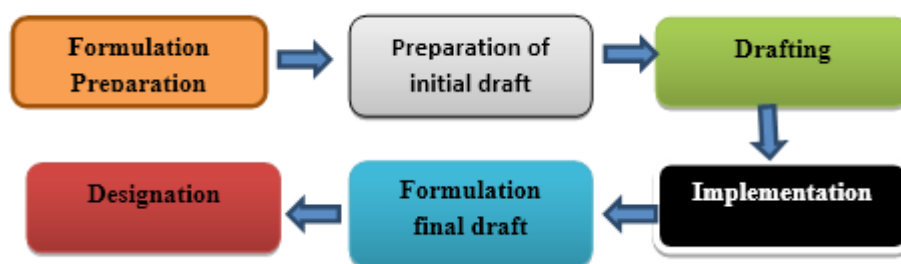 Formulation
Preparation
Preparation of
initial draft
Drafting
Implementation
Formulation
final draft
Designation